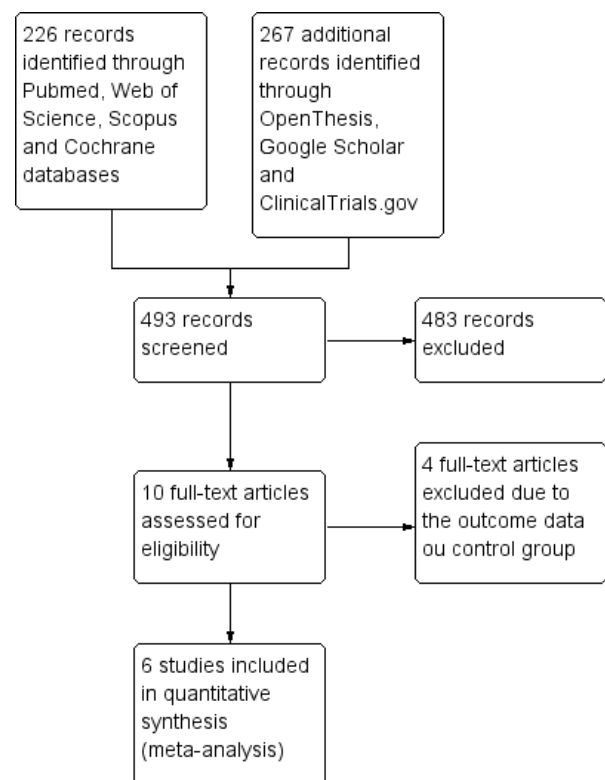 226 records
identified through
Pubmed, Web of
Science, Scopus
and Cochrane
databases
267 additional
records identified
through
OpenThesis,
Google Scholar
and
ClinicalTrials.gov
493 records
screened
483 records
excluded
10 full-text articles
assessed for
eligibility
4 full-text articles
excluded due to
the outcome data
ou control group
6 studies included
in quantitative
synthesis
(meta-analysis)